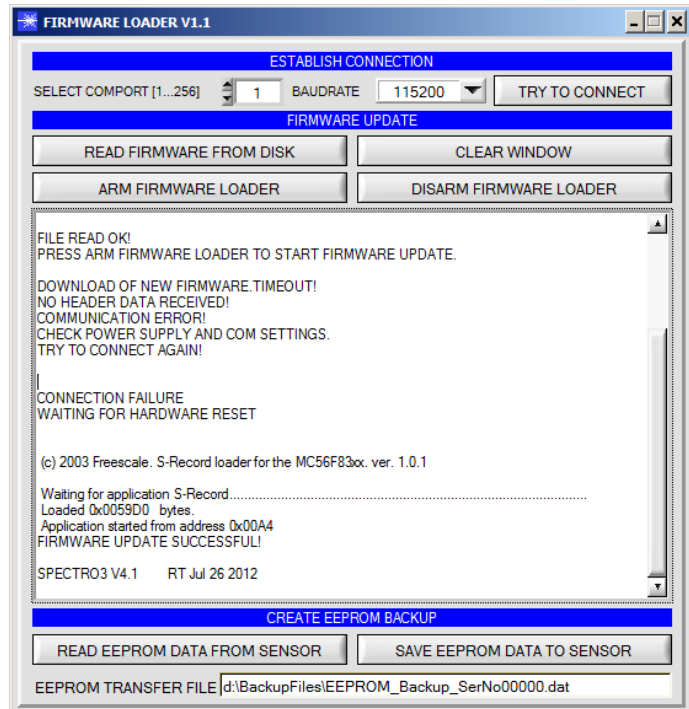 FIRMWARE LOADER V1.1
ESTABLISH CONNECTION
SELECT COMPORT [1...256] 1 BAUDRATE 115200 TRY TO CONNECT
FIRMWARE UPDATE
READ FIRMWARE FROM DISK CLEAR WINDOW
ARM FIRMWARE LOADER DISARM FIRMWARE LOADER
FILE READ OK!
PRESS ARM FIRMWARE LOADER TO START FIRMWARE UPDATE.
DOWNLOAD OF NEW FIRMWARE.TIMEOUT!
NO HEADER DATA RECEIVED!
COMMUNICATION ERROR!
CHECK POWER SUPPLY AND COM SETTINGS.
TRY TO CONNECT AGAIN!
CONNECTION FAILURE
WAITING FOR HARDWARE RESET
(c) 2003 Freescale. S-Record loader for the MC56F83xx. ver. 1.0.1
Waiting for application S-Record.....................................................................................................
Loaded 0x0059D0 bytes.
Application started from address 0x00A4
FIRMWARE UPDATE SUCCESSFUL!
SPECTRO3 V4.1 RT Jul 26 2012
CREATE EEPROM BACKUP
READ EEPROM DATA FROM SENSOR SAVE EEPROM DATA TO SENSOR
EEPROM TRANSFER FILE d:\BackupFiles\EEPROM_Backup_SerNo00000.dat